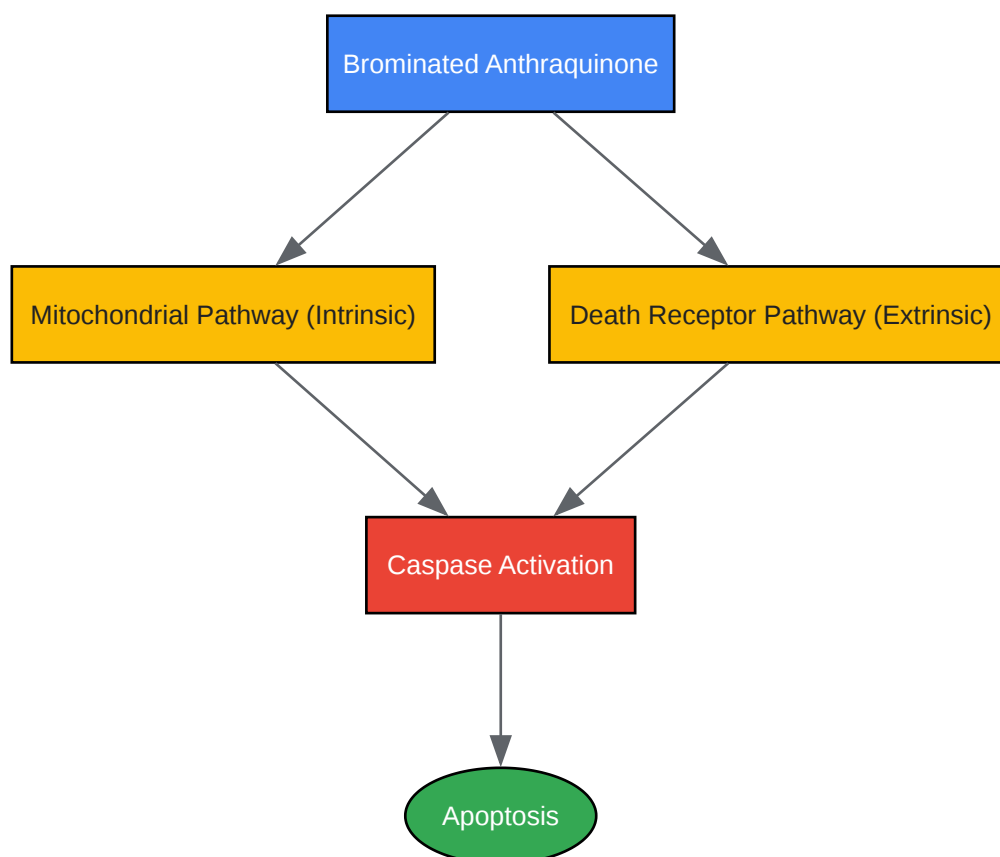 Brominated Anthraquinone
Mitochondrial Pathway (Intrinsic)
Death Receptor Pathway (Extrinsic)
Caspase Activation
Apoptosis